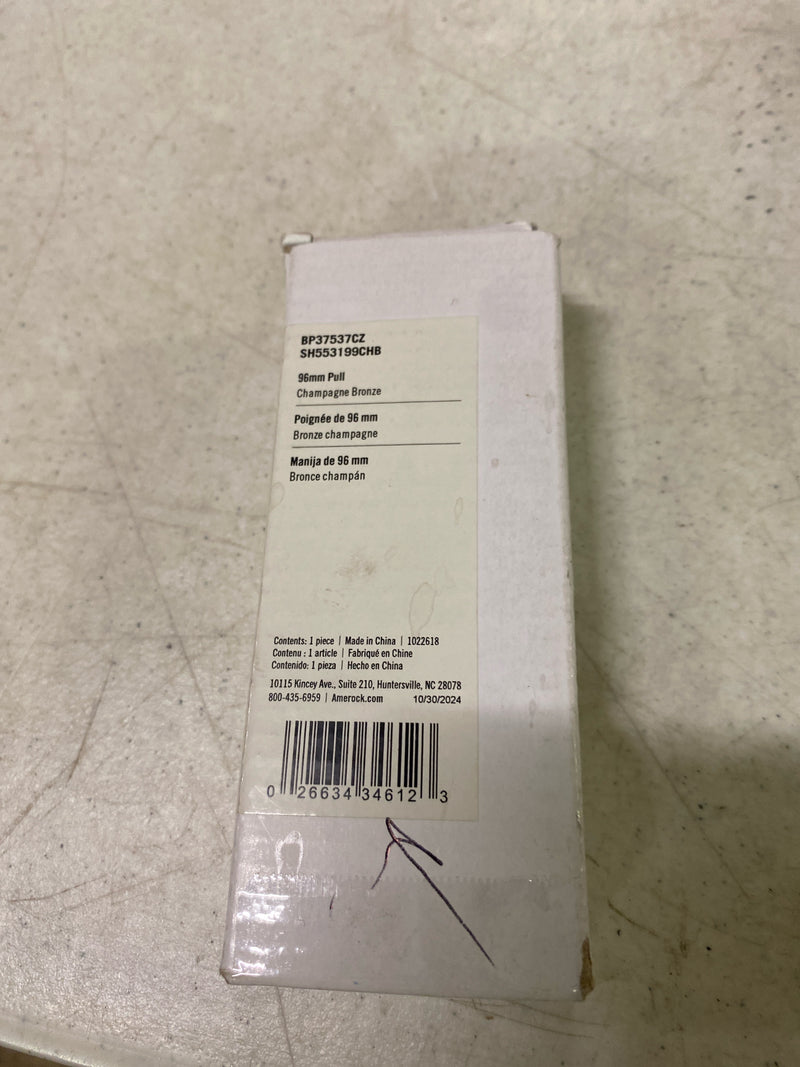 BP37537CZ
SH553199CHB
96mm Pull
Champagne Bronze
Poignée de 96 mm
Bronze champagne
Manija de 96 mm
Bronce champán
Contents: 1 piece | Made in China | 1022618
Contenu : 1 article | Fabriqué en Chine
Contenido: 1 pieza | Hecho en China
10115 Kincey Ave., Suite 210, Huntersville, NC 28078
800-435-6959 | Amerock.com 10/30/2024
0 26634 34612 3